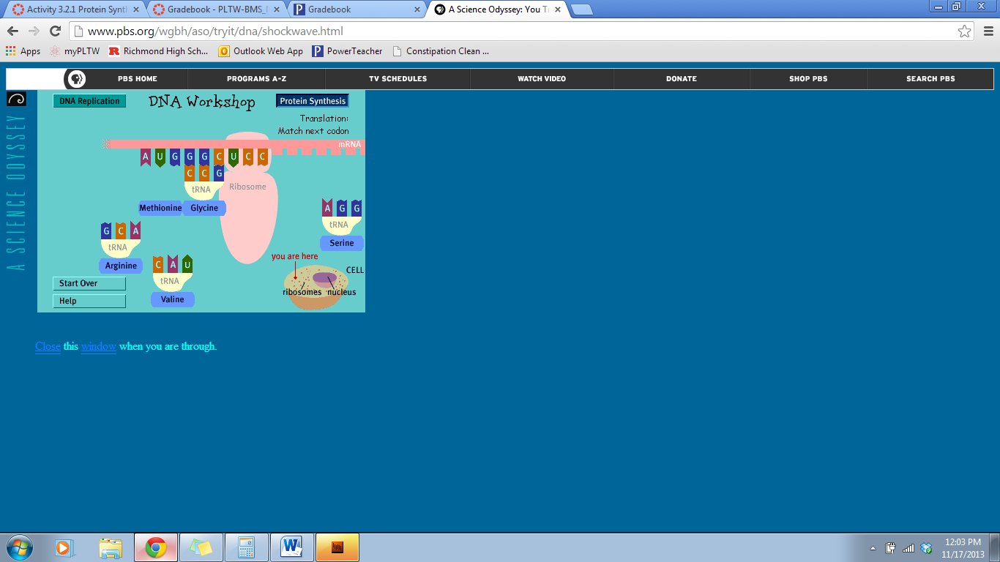 Activity 3.2.1 Protein Synt
Gradebook - PLTW-BMS_
Gradebook
A Science Odyssey: You T
www.pbs.org/wgbh/aso/tryit/dna/shockwave.html
Apps
myPLTW
Richmond High Sch...
Outlook Web App
PowerTeacher
Constipation Clean ...
PBS HOME
PROGRAMS A-Z
TV SCHEDULES
WATCH VIDEO
DONATE
SHOP PBS
SEARCH PBS
A SCIENCE ODYSSEY
DNA Replication
DNA Workshop
Protein Synthesis
Translation:
Match next codon
mRNA
A U G G G C U C C
C C G
tRNA
Ribosome
Methionine
Glycine
A G G
tRNA
Serine
G C A
tRNA
Arginine
C A U
tRNA
Valine
you are here
CELL
ribosomes
nucleus
Start Over
Help
Close this window when you are through.
12:03 PM
11/17/2013